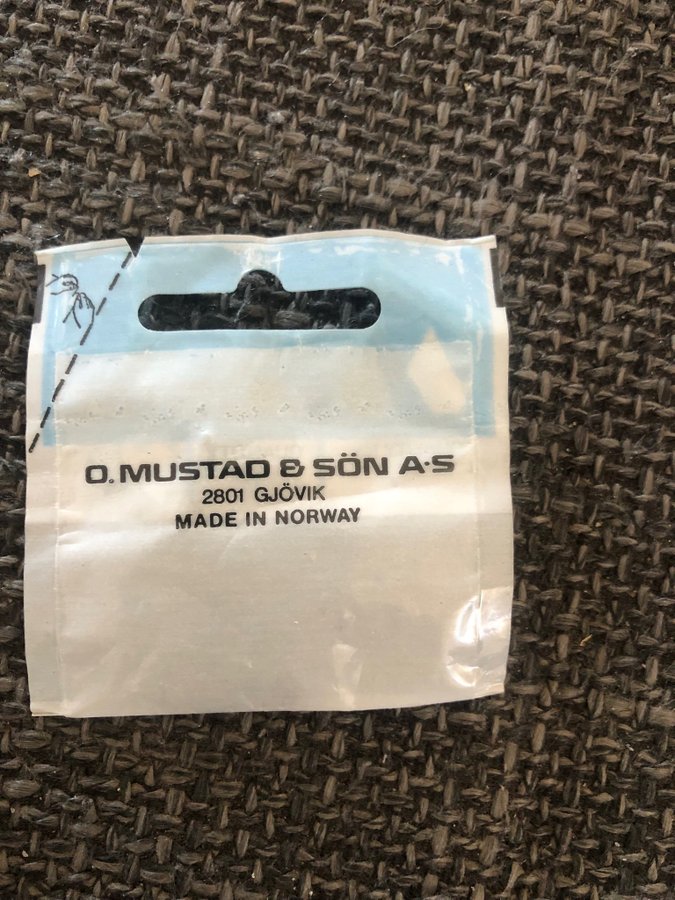 O. MUSTAD & SÖN A·S
2801 GJÖVIK
MADE IN NORWAY